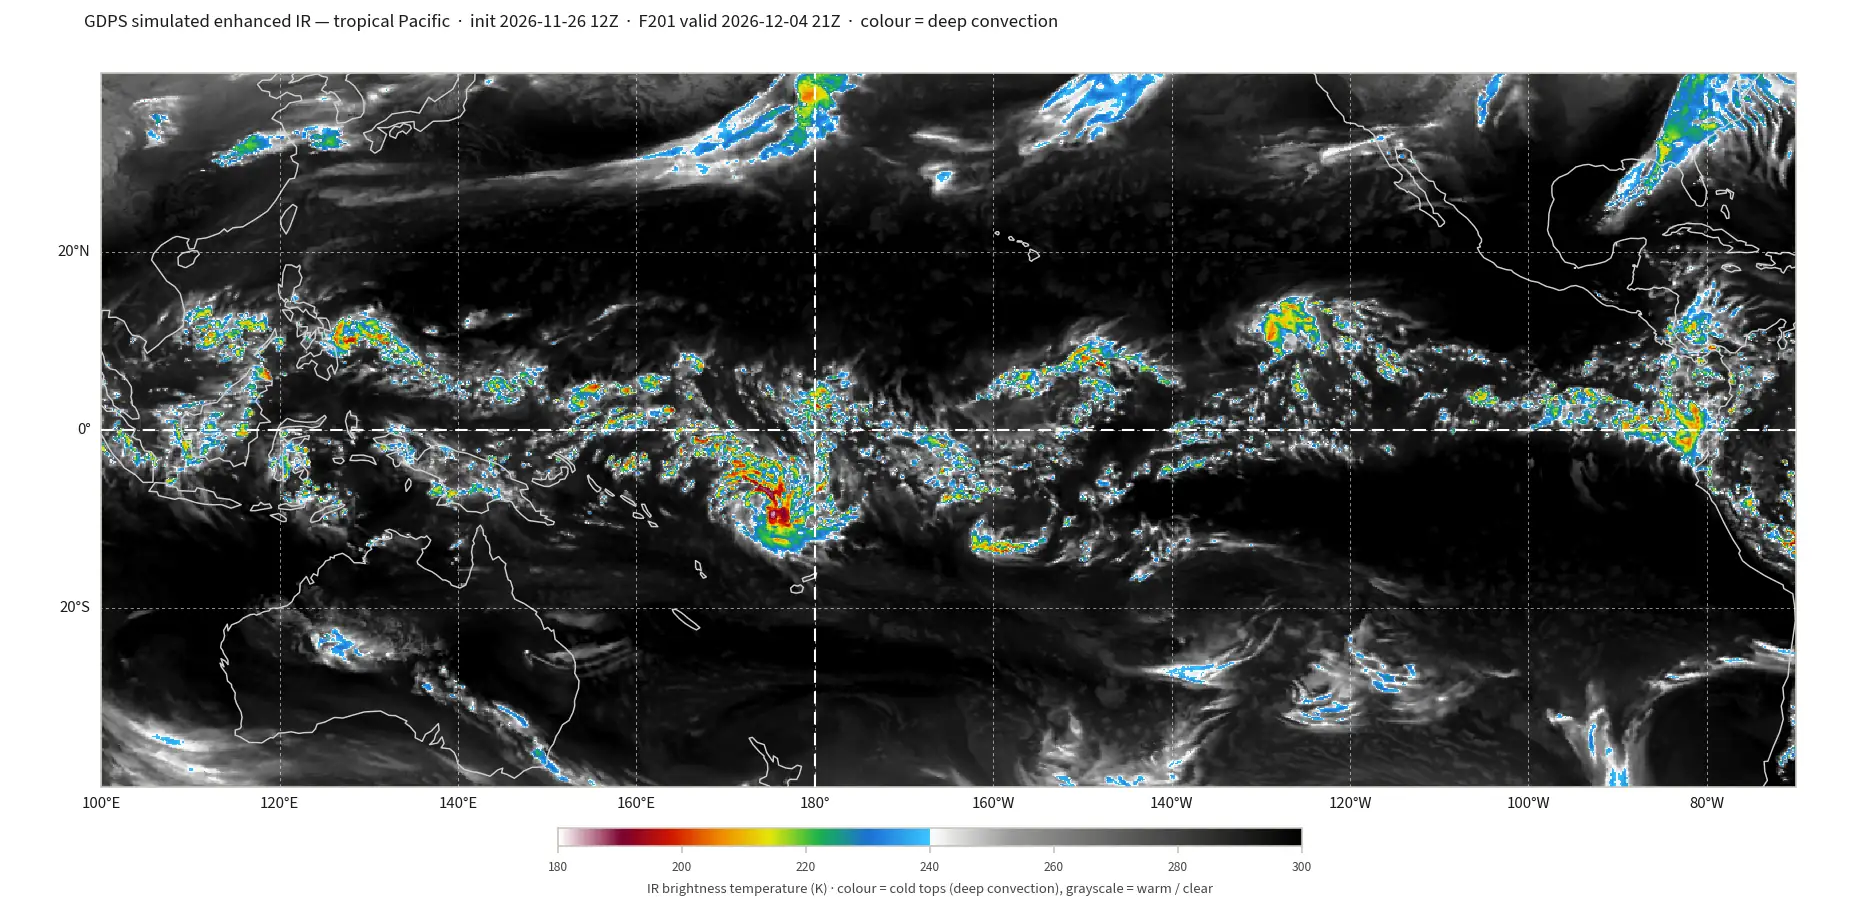 GDPS simulated enhanced IR — tropical Pacific · init 2026-11-26 12Z · F201 valid 2026-12-04 21Z · colour = deep convection
20°N
0°
20°S
100°E 120°E 140°E 160°E 180° 160°W 140°W 120°W 100°W 80°W
180 200 220 240 260 280 300
IR brightness temperature (K) · colour = cold tops (deep convection), grayscale = warm / clear